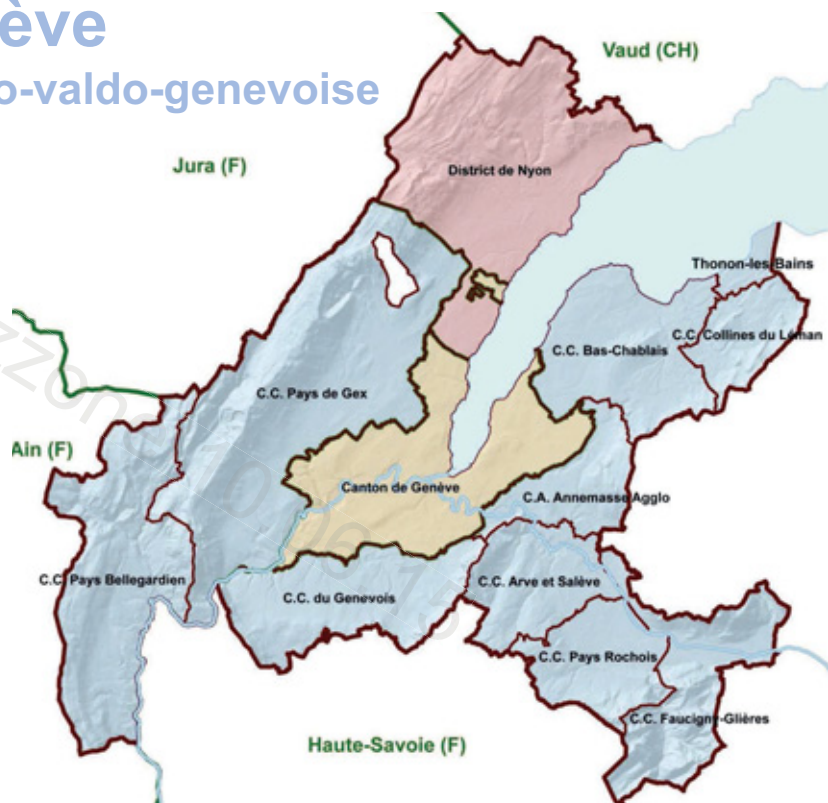 ève
o-valdo-genevoise
Vaud (CH)
Jura (F)
District de Nyon
Thonon-les-Bains
C.C. Collines du Léman
C.C. Bas-Chablais
C.C. Pays de Gex
Ain (F)
Canton de Genève
C.A. Annemasse Agglo
C.C. Pays Bellegardien
C.C. Arve et Salève
C.C. du Genevois
C.C. Pays Rochois
C.C. Faucigny-Glières
Haute-Savoie (F)